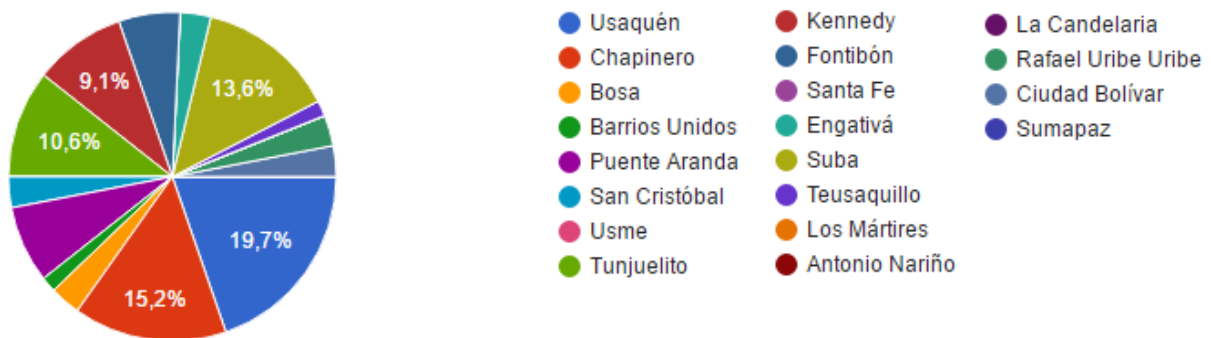 9,1%
13,6%
10,6%
19,7%
15,2%
Usaquén
Chapinero
Bosa
Barrios Unidos
Puente Aranda
San Cristóbal
Usme
Tunjuelito
Kennedy
Fontibón
Santa Fe
Engativá
Suba
Teusaquillo
Los Mártires
Antonio Nariño
La Candelaria
Rafael Uribe Uribe
Ciudad Bolívar
Sumapaz